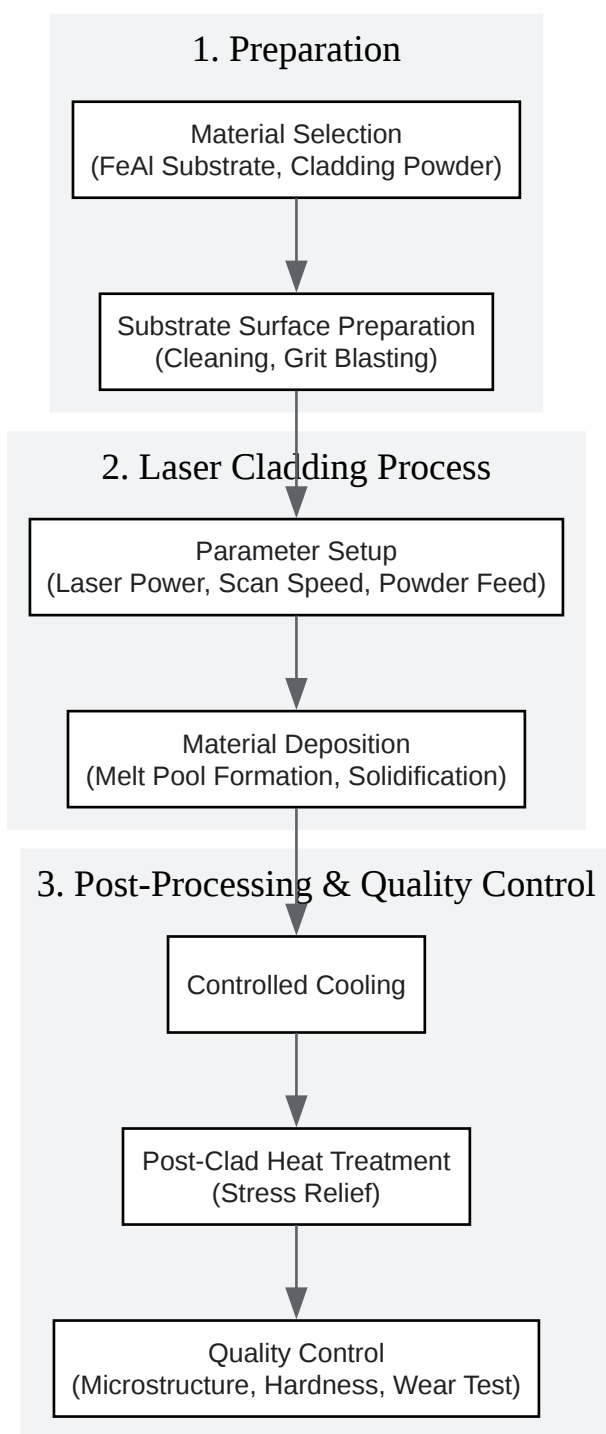 1. Preparation
Material Selection
(FeAl Substrate, Cladding Powder)
Substrate Surface Preparation
(Cleaning, Grit Blasting)
2. Laser Cladding Process
Parameter Setup
(Laser Power, Scan Speed, Powder Feed)
Material Deposition
(Melt Pool Formation, Solidification)
3. Post-Processing & Quality Control
Controlled Cooling
Post-Clad Heat Treatment
(Stress Relief)
Quality Control
(Microstructure, Hardness, Wear Test)